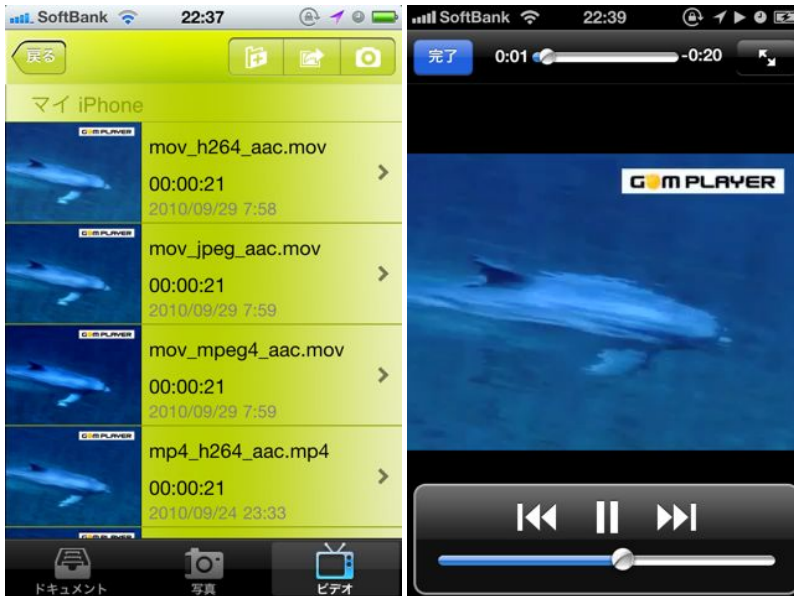 SoftBank 22:37
戻る
マイ iPhone
GOM PLAYER
mov_h264_aac.mov
00:00:21
2010/09/29 7:58
GOM PLAYER
mov_jpeg_aac.mov
00:00:21
2010/09/29 7:59
GOM PLAYER
mov_mpeg4_aac.mov
00:00:21
2010/09/29 7:59
GOM PLAYER
mp4_h264_aac.mp4
00:00:21
2010/09/24 23:33
GOM PLAYER
ドキュメント 写真 ビデオ
SoftBank 22:39
完了 0:01 -0:20
GOM PLAYER